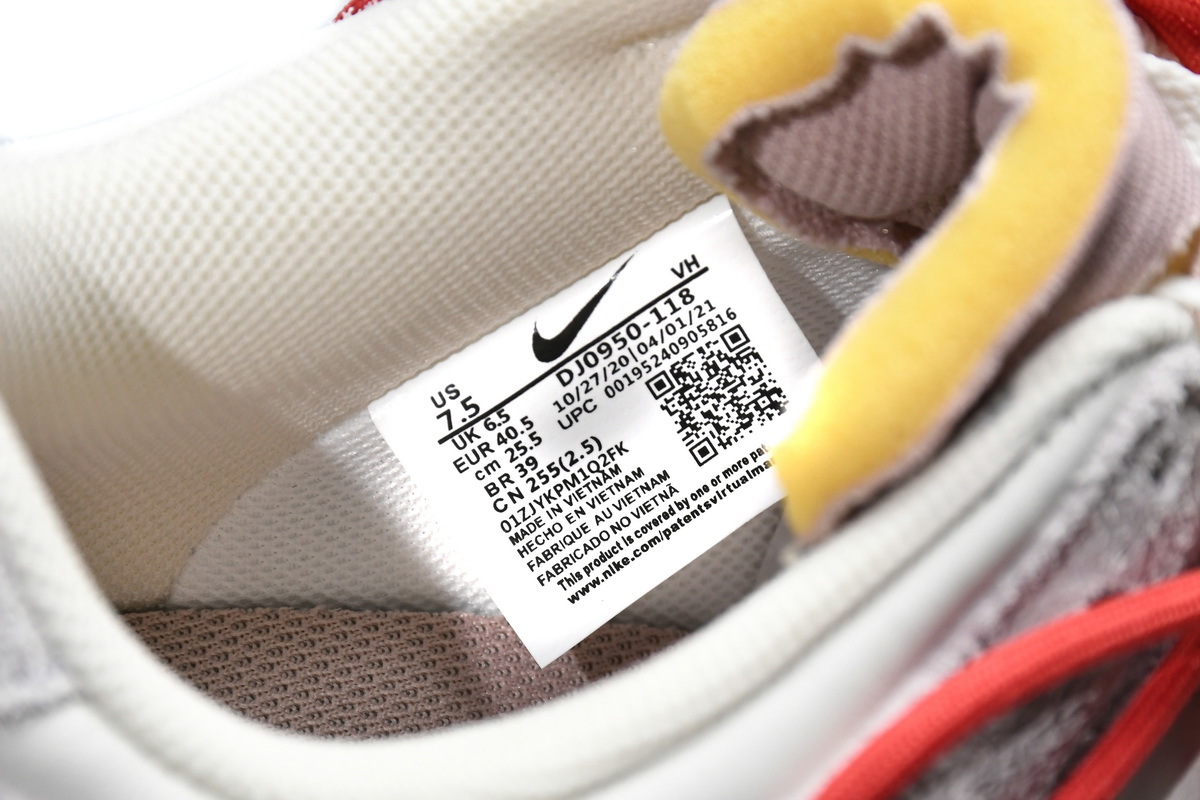 VH
US
7.5
DJ0950-118
10/27/20|04/01/21
UPC 00195240905816
UK 6.5
EUR 40.5
cm 25.5
BR 39
CN 255(2.5)
01ZJYKPM1Q2FK
MADE IN VIETNAM
HECHO EN VIETNAM
FABRIQUE AU VIETNAM
FABRICADO NO VIETNÃ
This product is covered by one or more pat
www.nike.com/patentsvirtualma